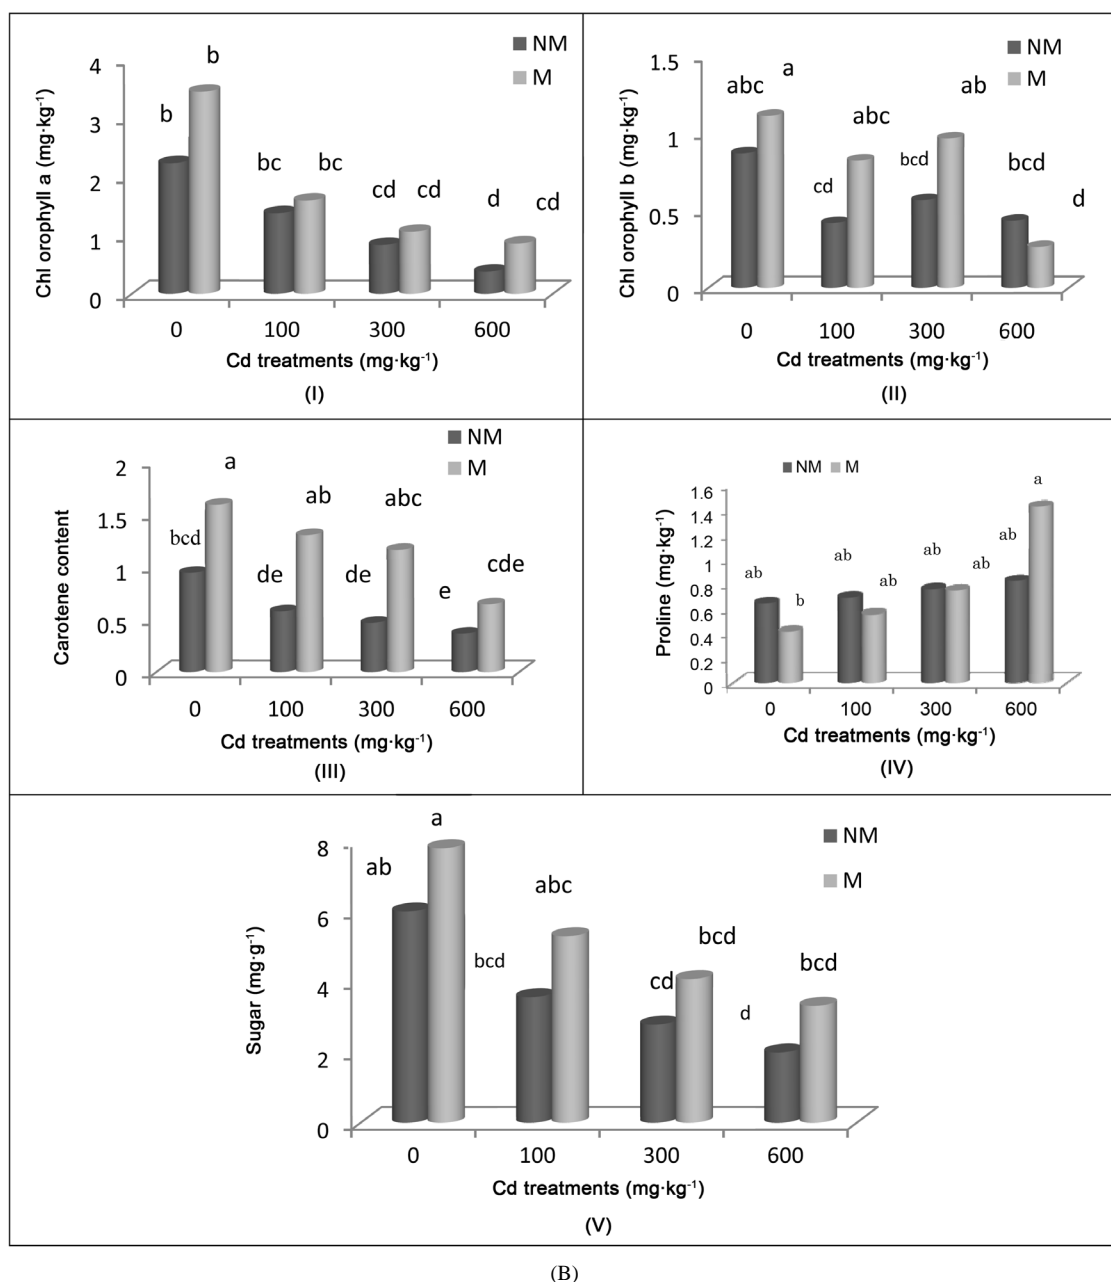 NM
M
4
3
2
1
0
b
b
bc
bc
cd
cd
d
cd
Chl orophyll a (mg·kg⁻¹)
0 100 300 600
Cd treatments (mg·kg⁻¹)
(I)
NM
M
1.5
1
0.5
0
abc
a
cd
abc
bcd
ab
bcd
d
Chl orophyll b (mg·kg⁻¹)
0 100 300 600
Cd treatments (mg·kg⁻¹)
(II)
NM
M
2
1.5
1
0.5
0
bcd
a
de
ab
de
abc
e
cde
Carotene content
0 100 300 600
Cd treatments (mg·kg⁻¹)
(III)
NM M
1.6
1.4
1.2
1
0.8
0.6
0.4
0.2
0
ab
b
ab
ab
ab
ab
ab
a
Proline (mg·kg⁻¹)
0 100 300 600
Cd treatments (mg·kg⁻¹)
(IV)
NM
M
8
6
4
2
0
ab
a
bcd
abc
cd
bcd
d
bcd
Sugar (mg·g⁻¹)
0 100 300 600
Cd treatments (mg·kg⁻¹)
(V)
(B)